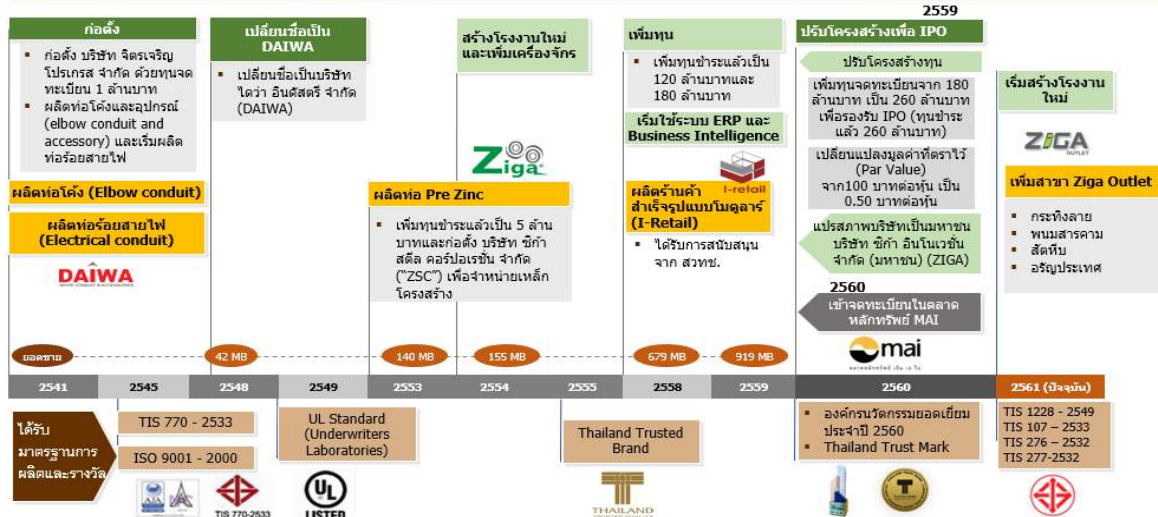 2559
ก่อตั้ง
▪ ก่อตั้ง บริษัท จิตรเจริญ
โปรเกรส จำกัด ด้วยทุนจด
ทะเบียน 1 ล้านบาท
▪ ผลิตท่อโค้งและอุปกรณ์
(elbow conduit and
accessory) และเริ่มผลิต
ท่อร้อยสายไฟ
ผลิตท่อโค้ง (Elbow conduit)
ผลิตท่อร้อยสายไฟ
(Electrical conduit)
DAIWA
เปลี่ยนชื่อเป็น
DAIWA
▪ เปลี่ยนชื่อเป็นบริษัท
ไดว่า อินดัสตรี จำกัด
(DAIWA)
สร้างโรงงานใหม่
และเพิ่มเครื่องจักร
Ziga
ผลิตท่อ Pre Zinc
▪ เพิ่มทุนชำระแล้วเป็น 5 ล้าน
บาทและก่อตั้ง บริษัท ซิก้า
สตีล คอร์ปอเรชั่น จำกัด
("ZSC") เพื่อจำหน่ายเหล็ก
โครงสร้าง
เพิ่มทุน
▪ เพิ่มทุนชำระแล้วเป็น
120 ล้านบาทและ
180 ล้านบาท
เริ่มใช้ระบบ ERP และ
Business Intelligence
I-retail
ผลิตร้านค้า
สำเร็จรูปแบบโมดูลาร์
(I-Retail)
▪ ได้รับการสนับสนุน
จาก สวทช.
ปรับโครงสร้างเพื่อ IPO
ปรับโครงสร้างทุน
เพิ่มทุนจดทะเบียนจาก 180
ล้านบาท เป็น 260 ล้านบาท
เพื่อรองรับ IPO (ทุนชำระ
แล้ว 260 ล้านบาท)
เปลี่ยนแปลงมูลค่าที่ตราไว้
(Par Value)
จาก100 บาทต่อหุ้น เป็น
0.50 บาทต่อหุ้น
แปรสภาพบริษัทเป็นมหาชน
บริษัท ซิก้า อินโนเวชั่น
จำกัด (มหาชน) (ZIGA)
2560
เข้าจดทะเบียนในตลาด
หลักทรัพย์ MAI
mai
ตลาดหลักทรัพย์ เอ็ม เอ ไอ
เริ่มสร้างโรงงาน
ใหม่
ZIGA
OUTLET
เพิ่มสาขา Ziga Outlet
▪ กระทิงลาย
▪ พนมสารคาม
▪ สัตหีบ
▪ อรัญประเทศ
ยอดขาย
42 MB
140 MB
155 MB
679 MB
919 MB
2541
2545
2548
2549
2553
2554
2555
2558
2559
2560
2561 (ปัจจุบัน)
ได้รับ
มาตรฐานการ
ผลิตและรางวัล
TIS 770 - 2533
ISO 9001 - 2000
AJA
TIS 770-2533
UL Standard
(Underwriters
Laboratories)
UL
LISTED
Thailand Trusted
Brand
THAILAND
▪ องค์กรนวัตกรรมยอดเยี่ยม
ประจำปี 2560
▪ Thailand Trust Mark
TIS 1228 - 2549
TIS 107 – 2533
TIS 276 – 2532
TIS 277-2532